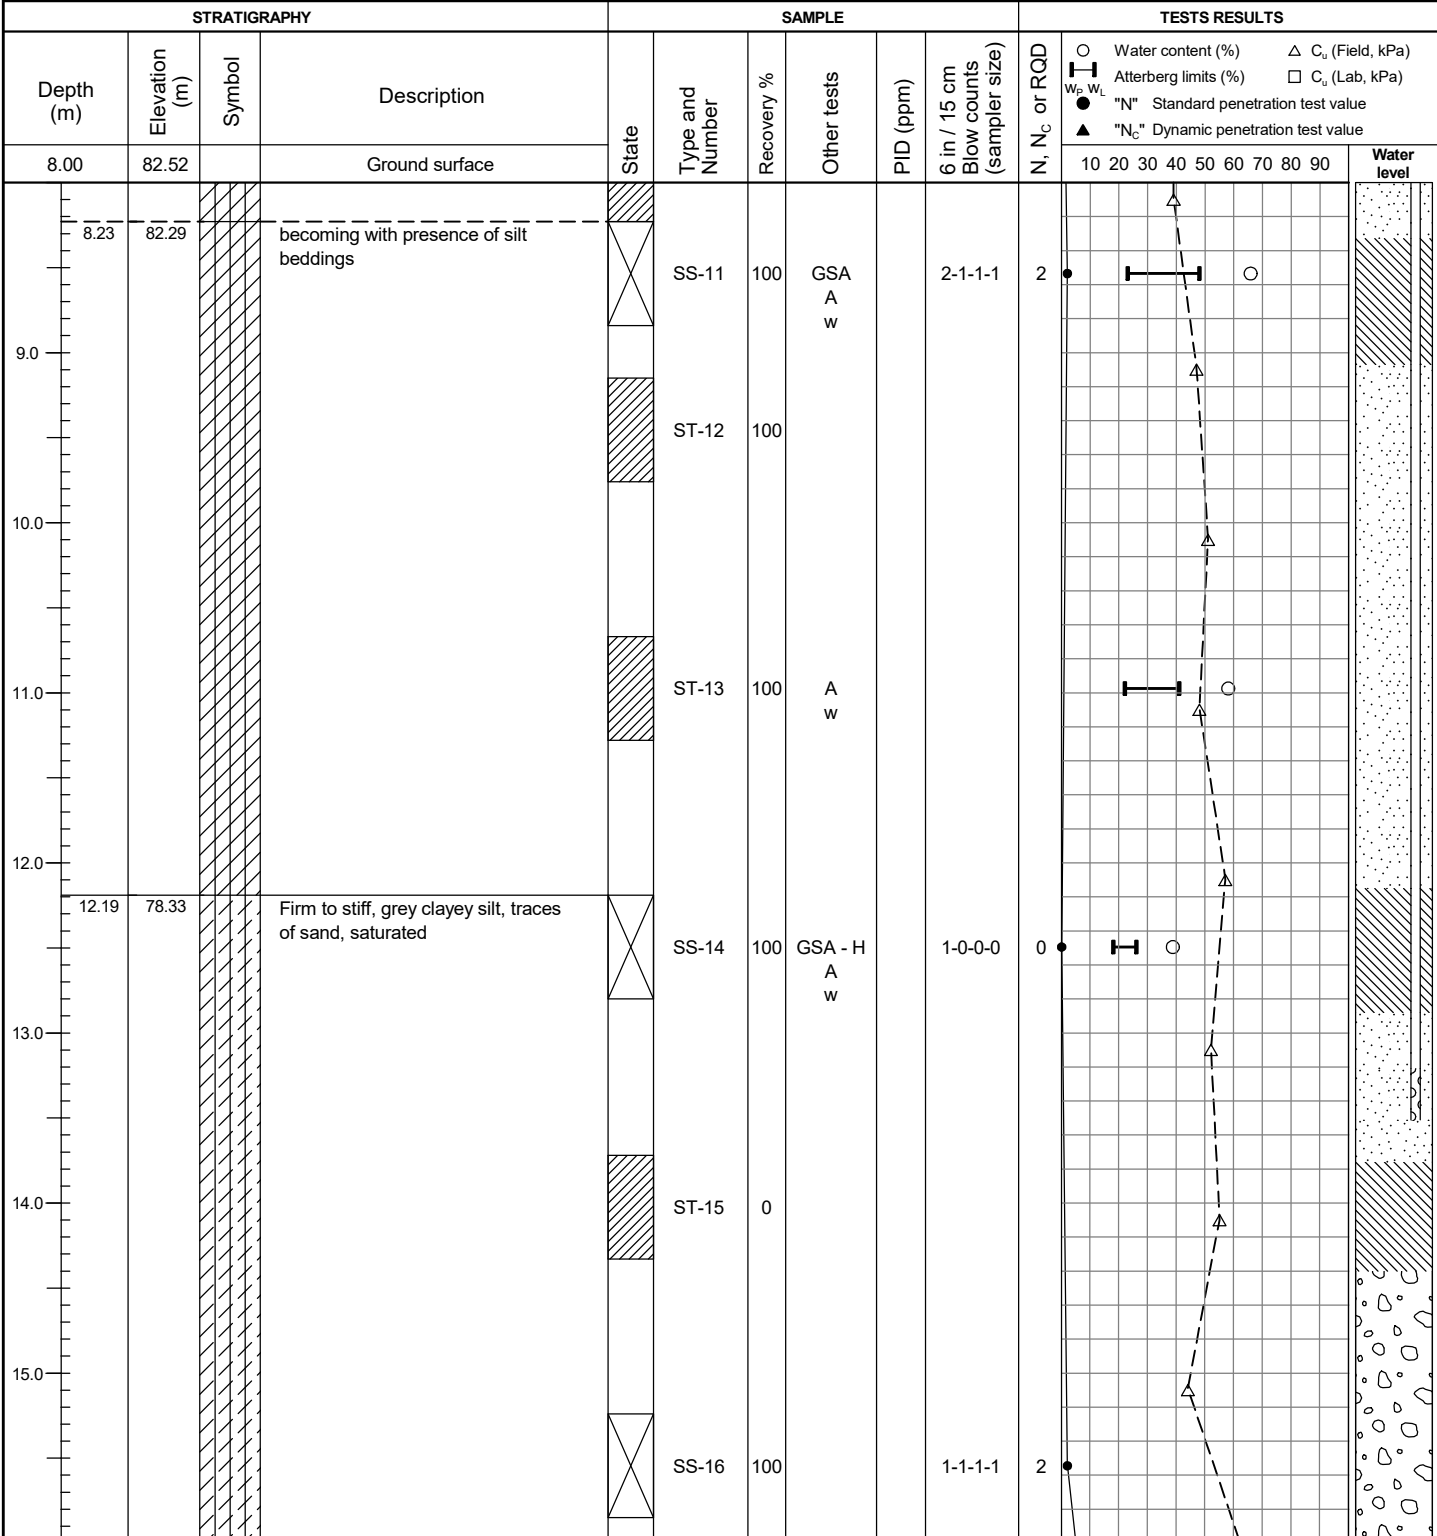 STRATIGRAPHY SAMPLE TESTS RESULTS
Depth (m)
Elevation (m)
Symbol
Description
State
Type and Number
Recovery %
Other tests
PID (ppm)
6 in / 15 cm
Blow counts
(sampler size)
N, NC or RQD
Water content (%)
Cu (Field, kPa)
Atterberg limits (%)
Cu (Lab, kPa)
WP WL
"N" Standard penetration test value
"NC" Dynamic penetration test value
8.00 82.52 Ground surface
10 20 30 40 50 60 70 80 90
Water level
8.23 82.29 becoming with presence of silt
beddings
SS-11 100 GSA 2-1-1-1 2
A
w
9.0
ST-12 100
10.0
11.0 ST-13 100 A
w
12.0
12.19 78.33 Firm to stiff, grey clayey silt, traces
of sand, saturated
SS-14 100 GSA - H 1-0-0-0 0
A
w
13.0
14.0 ST-15 0
15.0
SS-16 100 1-1-1-1 2